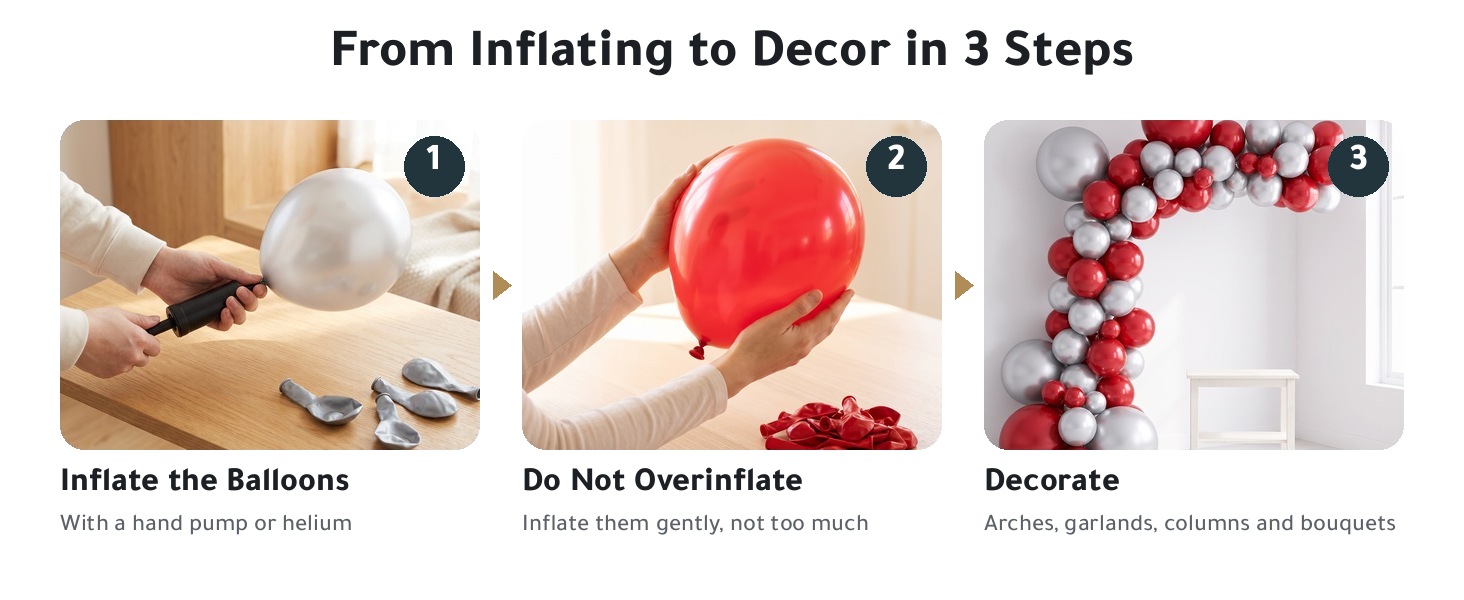 From Inflating to Decor in 3 Steps
1
2
3
Inflate the Balloons
With a hand pump or helium
Do Not Overinflate
Inflate them gently, not too much
Decorate
Arches, garlands, columns and bouquets